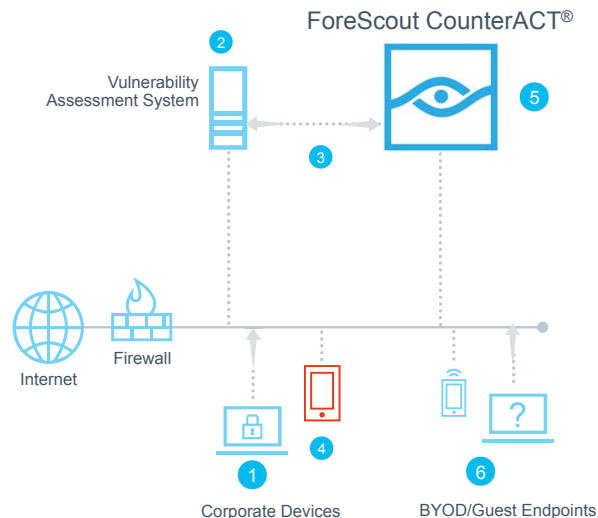 ForeScout CounterACT®
2
Vulnerability
Assessment System
5
3
Internet
Firewall
?
1
4
6
Corporate Devices
BYOD/Guest Endpoints